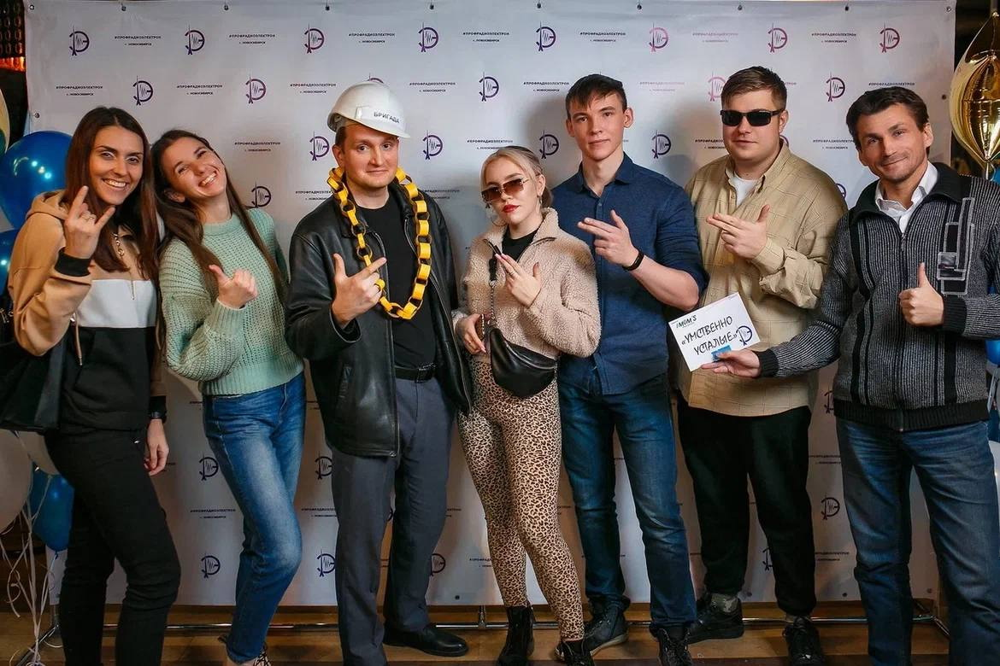 #ПРОФРАДИОЭЛЕКТРОН
г. НОВОСИБИРСК
БРИГАДА
iMOM'S
«УМСТВЕННО
УСТАЛЫЕ»